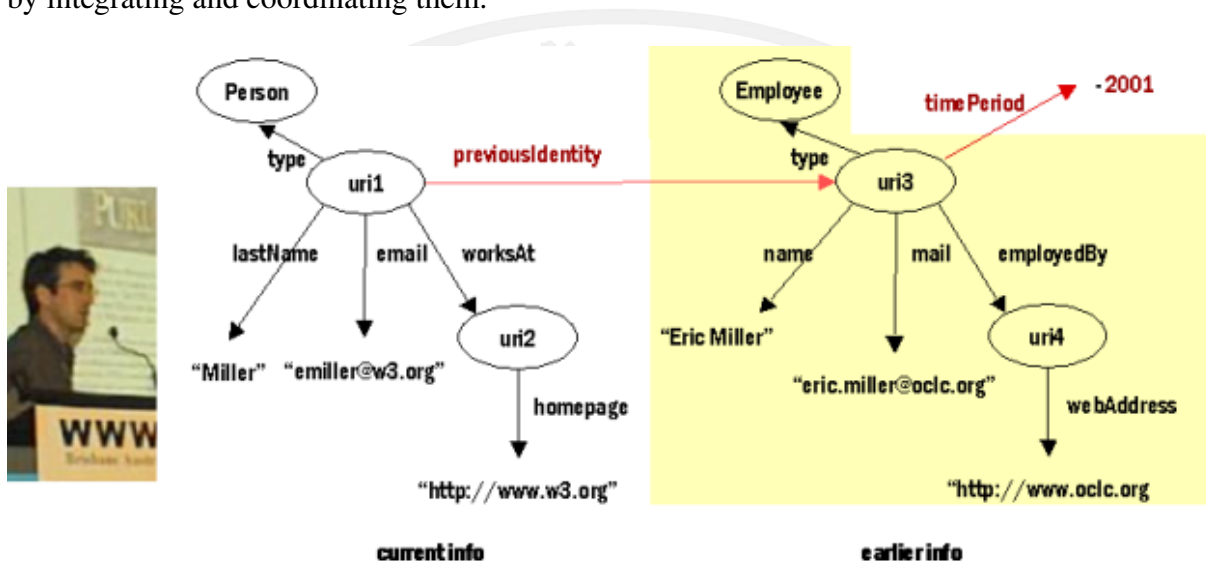 by integrating and coordinating them.
Person
Employee
timePeriod
-2001
type
previousIdentity
type
uri1
uri3
lastName
email
worksAt
name
mail
employedBy
uri2
"Eric Miller"
uri4
"Miller"
"emiller@w3.org"
"eric.miller@oclc.org"
homepage
webAddress
"http://www.w3.org"
"http://www.oclc.org
current info
earlier info
PURL
WWW